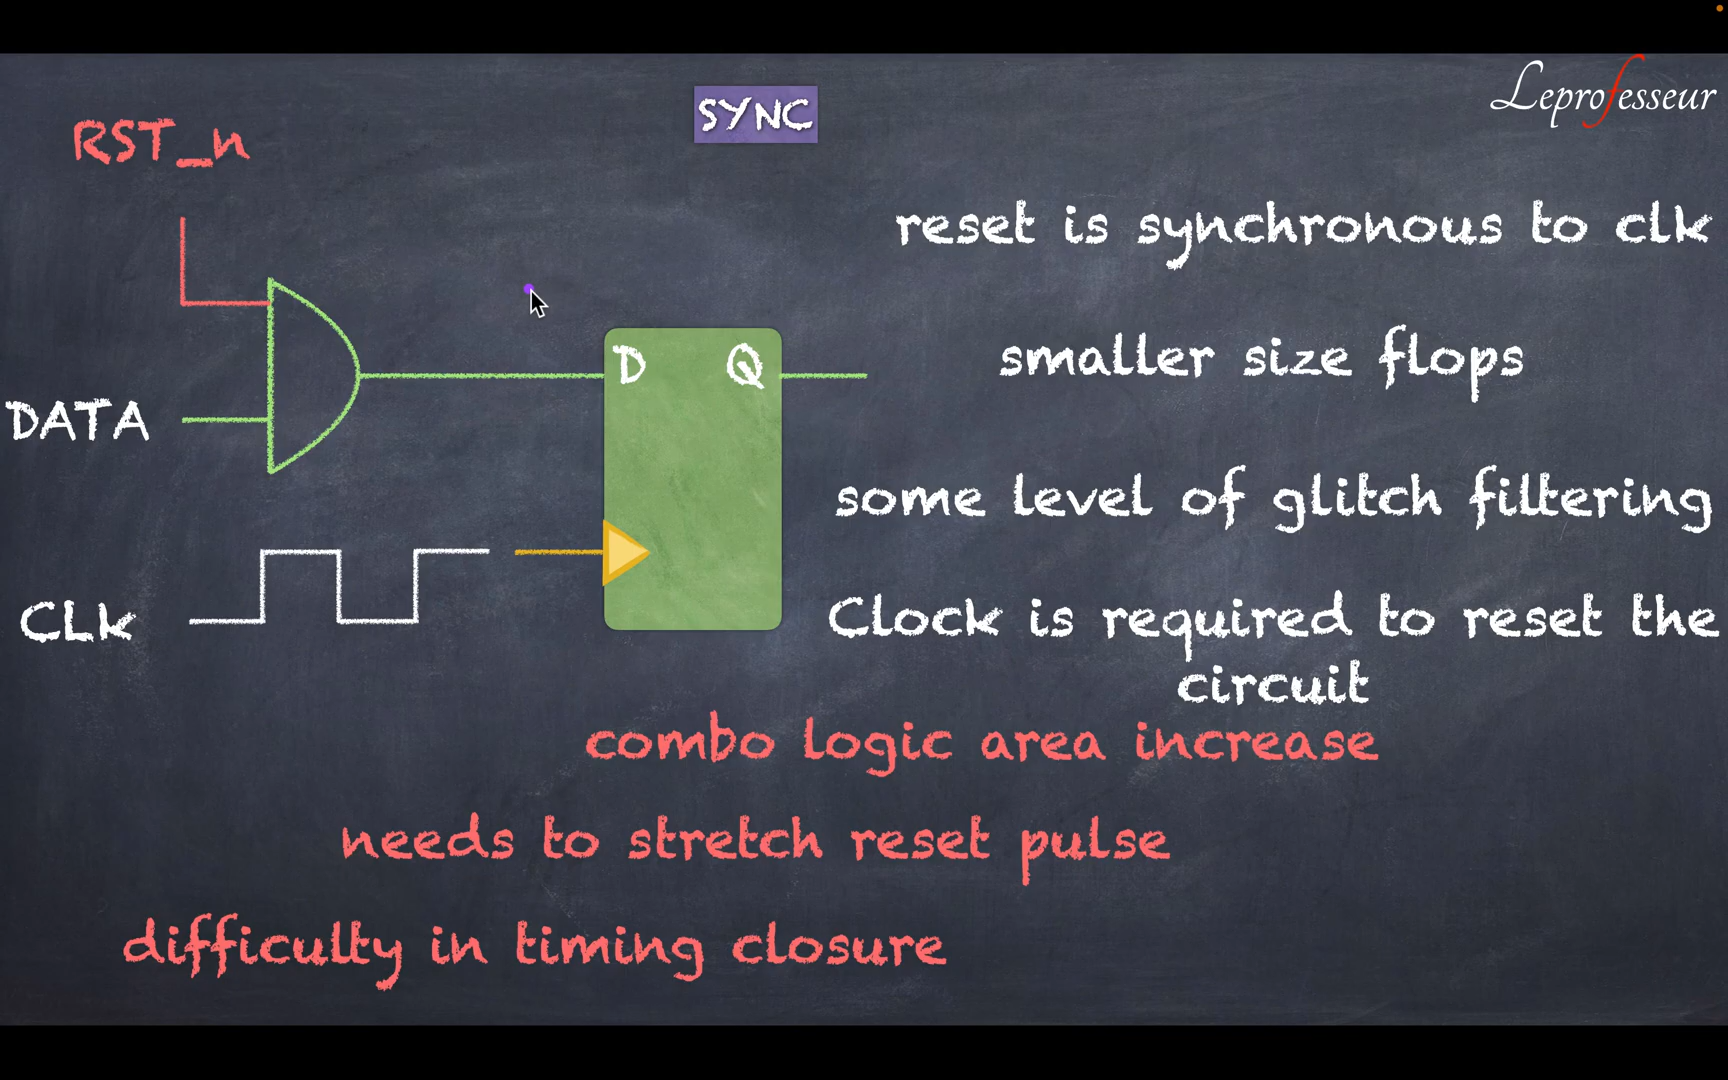 Leprofesseur
SYNC
RST_n
reset is synchronous to clk
smaller size flops
D Q
DATA
some level of glitch filtering
CLk
Clock is required to reset the
circuit
combo logic area increase
needs to stretch reset pulse
difficulty in timing closure